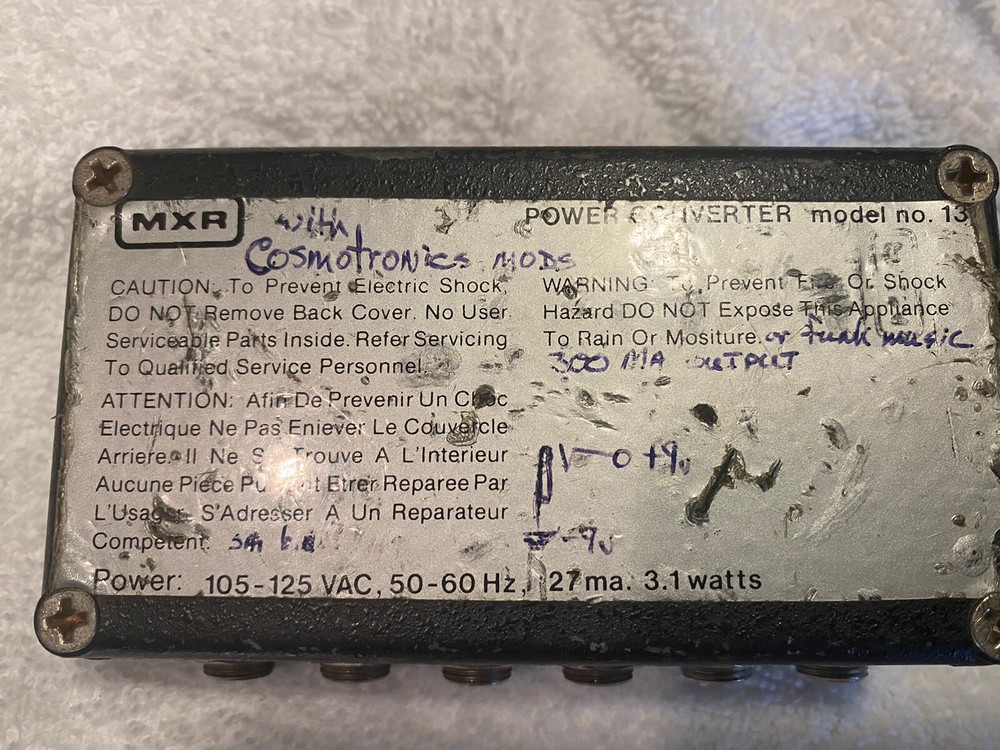 MXR
with
Cosmotronics MODS
CAUTION: To Prevent Electric Shock
DO NOT Remove Back Cover. No User
Serviceable Parts Inside. Refer Servicing
To Qualified Service Personnel.
ATTENTION: Afin De Prevenir Un Choc
Electrique Ne Pas Eniever Le Couvercle
Arriere. Il Ne Se Trouve A L'Interieur
Aucune Piece Etrer Reparee Par
L'Usager S'Adresser A Un Reparateur
Competent.
POWER CONVERTER model no. 13
WARNING: To Prevent Fire Or Shock
Hazard DO NOT Expose This Appliance
To Rain Or Mositure. or funk music
300 MA OUTPUT
+9v
-9v
Power: 105-125 VAC, 50-60 Hz, 27ma. 3.1 watts